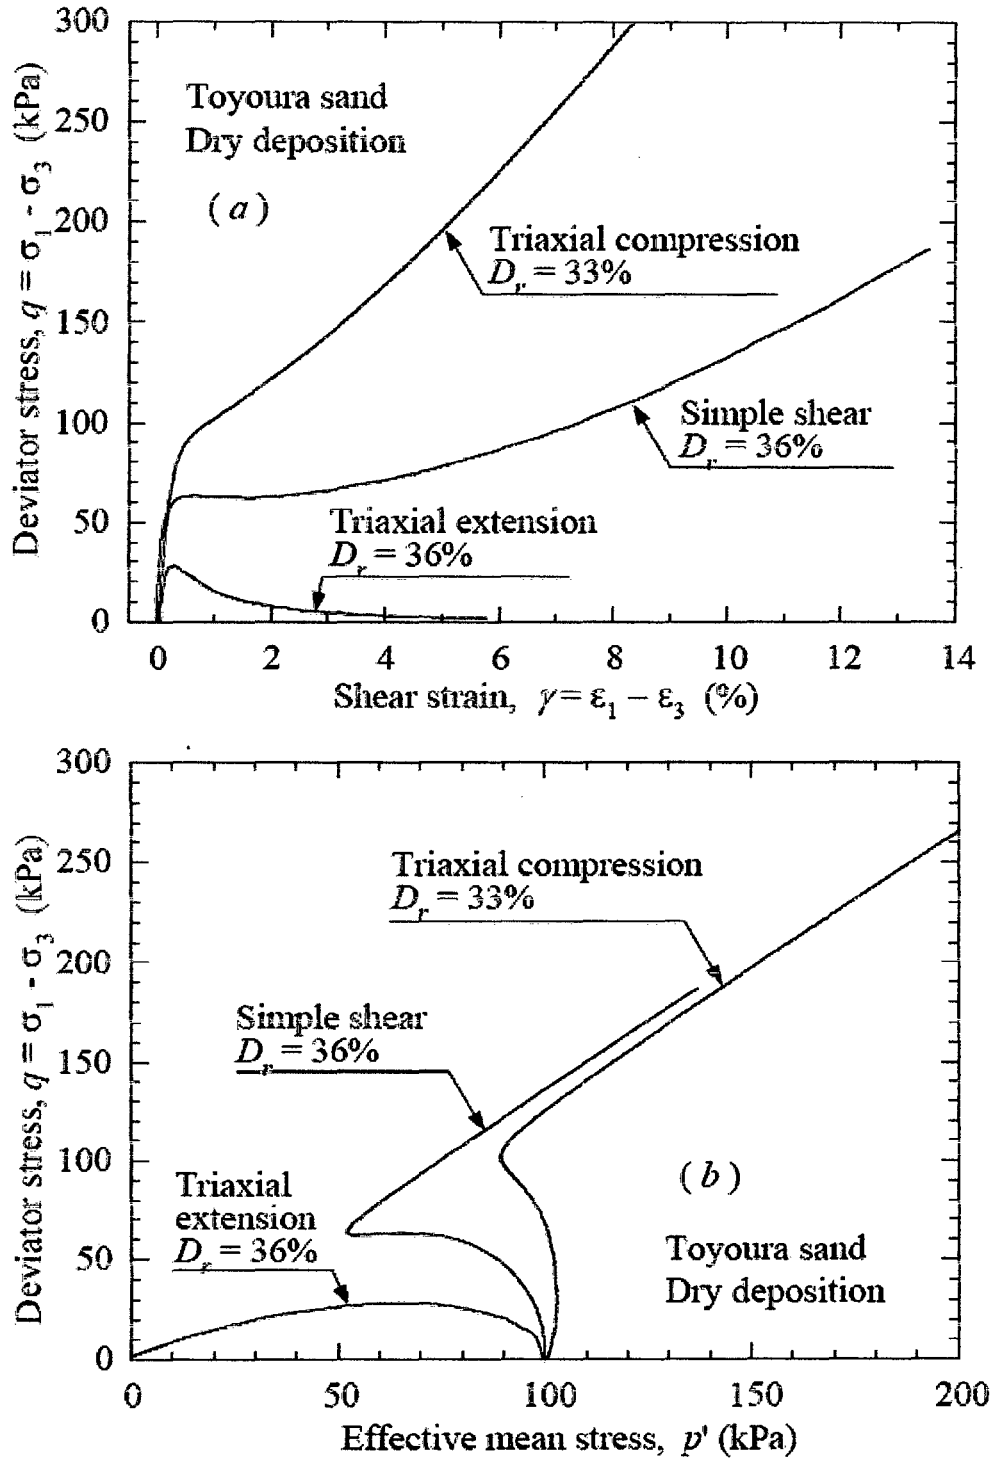 300
250
200
150
100
50
0
Deviator stress, q = σ1 - σ3 (kPa)
Toyoura sand
Dry deposition
(a)
Triaxial compression
Dr = 33%
Simple shear
Dr = 36%
Triaxial extension
Dr = 36%
0 2 4 6 8 10 12 14
Shear strain, γ = ε1 – ε3 (%)
300
250
200
150
100
50
0
Deviator stress, q = σ1 - σ3 (kPa)
Triaxial compression
Dr = 33%
Simple shear
Dr = 36%
Triaxial
extension
Dr = 36%
(b)
Toyoura sand
Dry deposition
0 50 100 150 200
Effective mean stress, p' (kPa)